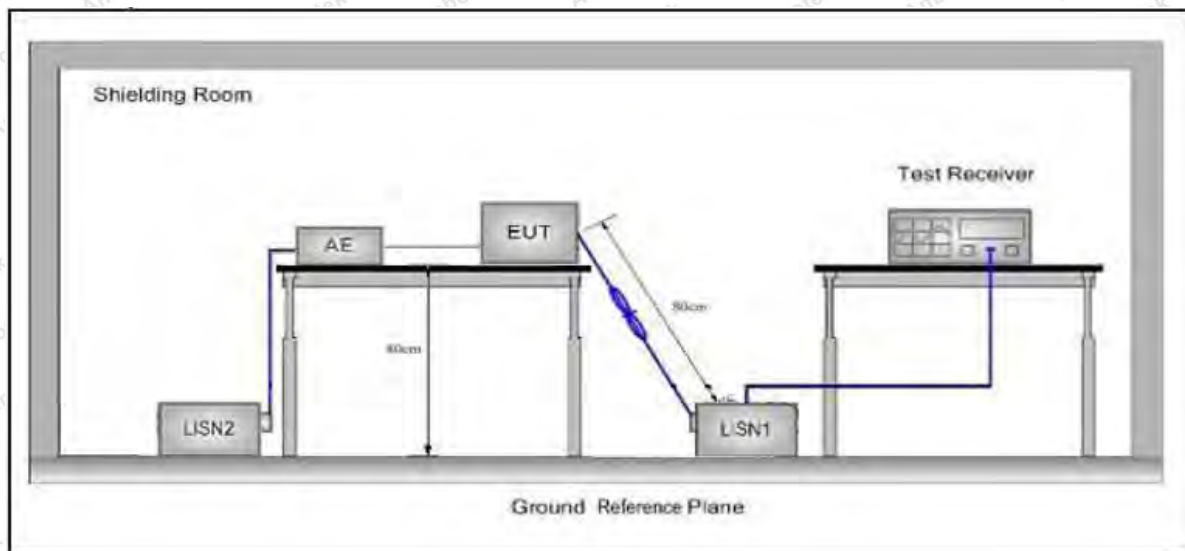 Shielding Room
Test Receiver
AE
EUT
80cm
80cm
LISN2
LISN1
Ground Reference Plane